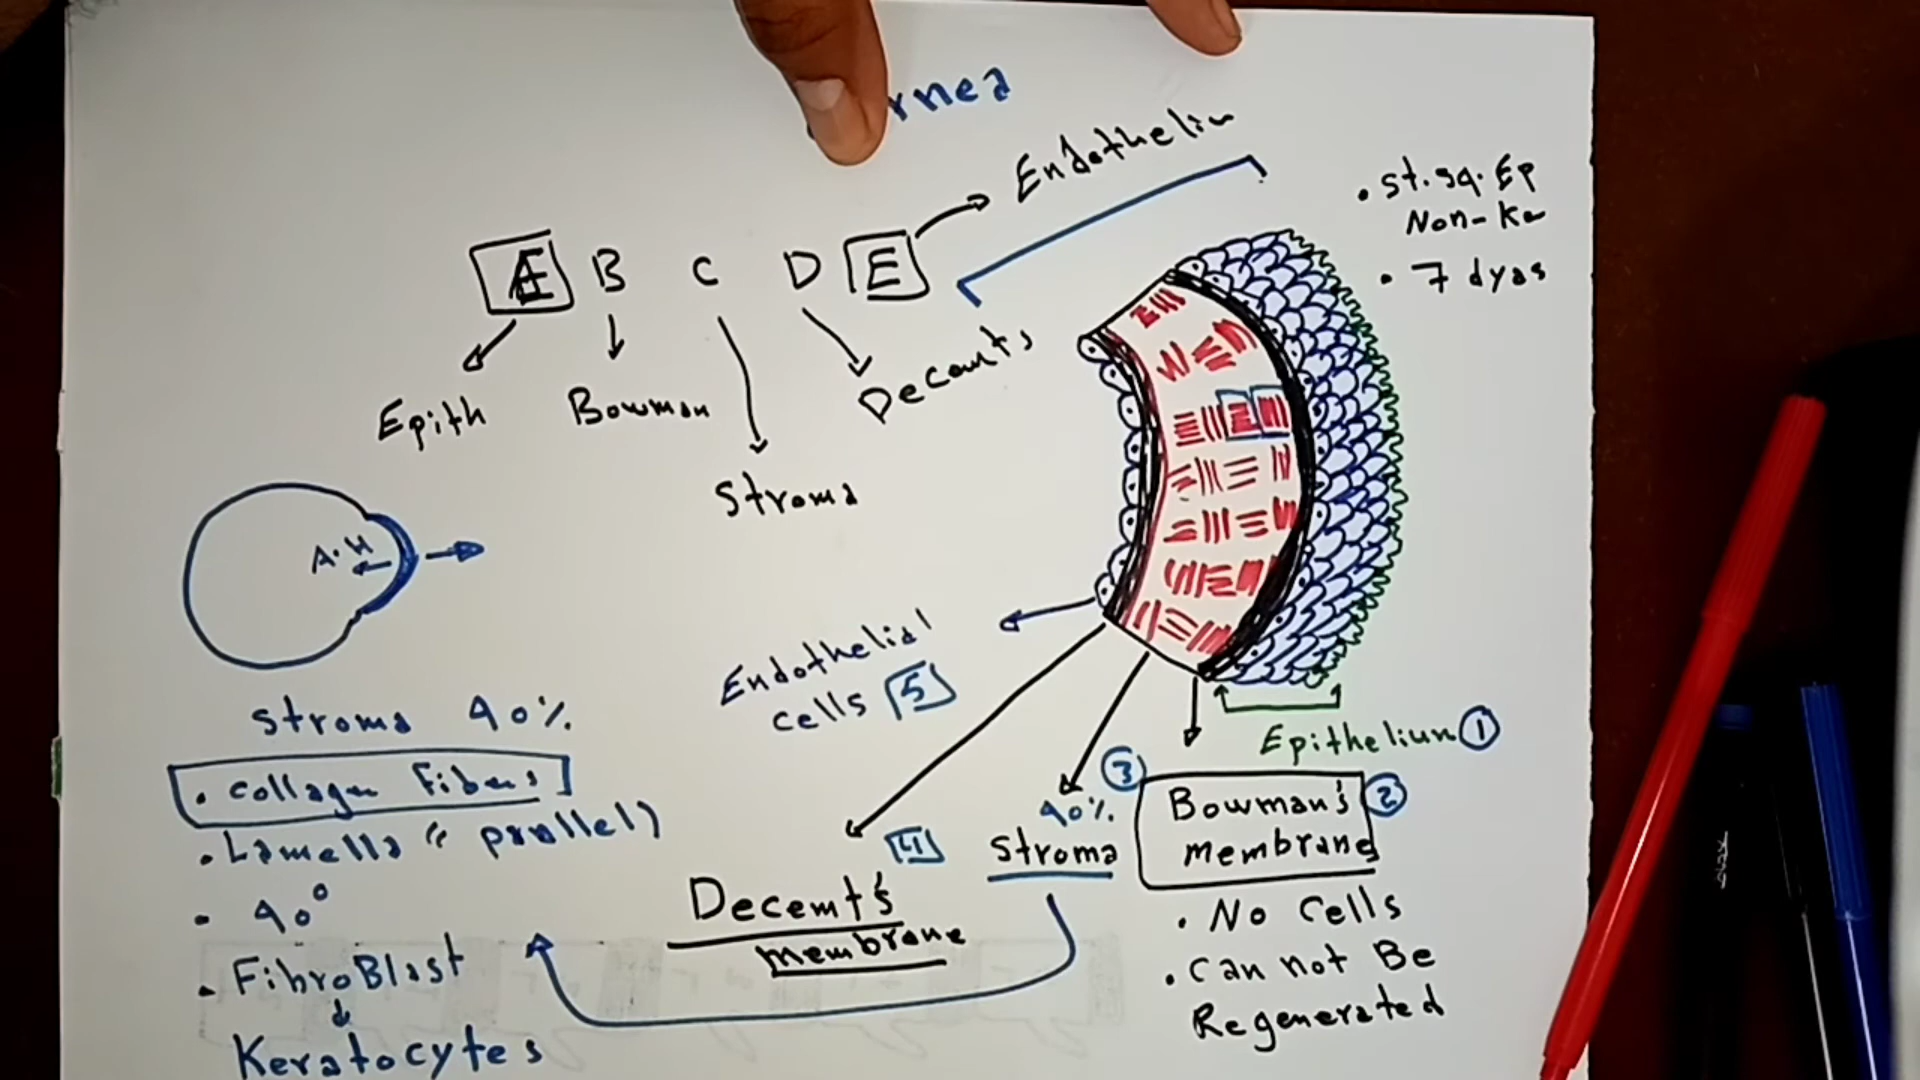 rnea
Endotheliu
E B C D E
Epith
Bowman
Stroma
Decemts
. st.sq.Ep
Non-Ke
. 7 dyas
A.H
Endothelial
cells 5
Epithelium 1
Bowman's 2
membrane
. No Cells
. Can not Be
Regenerated
3
90%
Stroma
4
Decemt's
membrane
Stroma 90%
. Collagen Fibers
. Lamella " prallel)
. 90°
. FibroBlast
Keratocytes